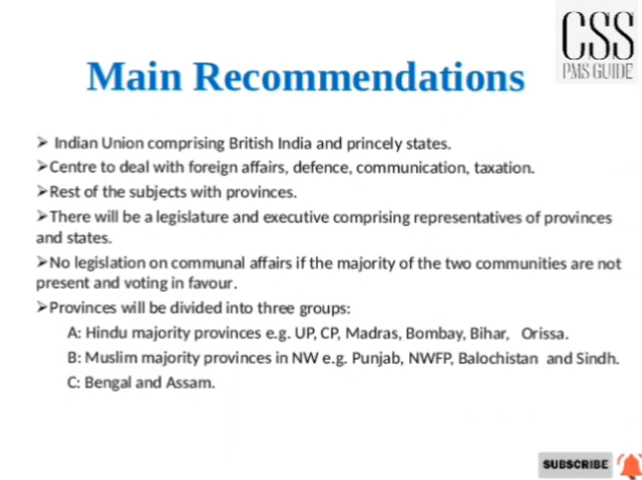 CSS
PMS GUIDE
Main Recommendations
➢ Indian Union comprising British India and princely states.
➢Centre to deal with foreign affairs, defence, communication, taxation.
➢Rest of the subjects with provinces.
➢There will be a legislature and executive comprising representatives of provinces
and states.
➢No legislation on communal affairs if the majority of the two communities are not
present and voting in favour.
➢Provinces will be divided into three groups:
A: Hindu majority provinces e.g. UP, CP, Madras, Bombay, Bihar, Orissa.
B: Muslim majority provinces in NW e.g. Punjab, NWFP, Balochistan and Sindh.
C: Bengal and Assam.
SUBSCRIBE